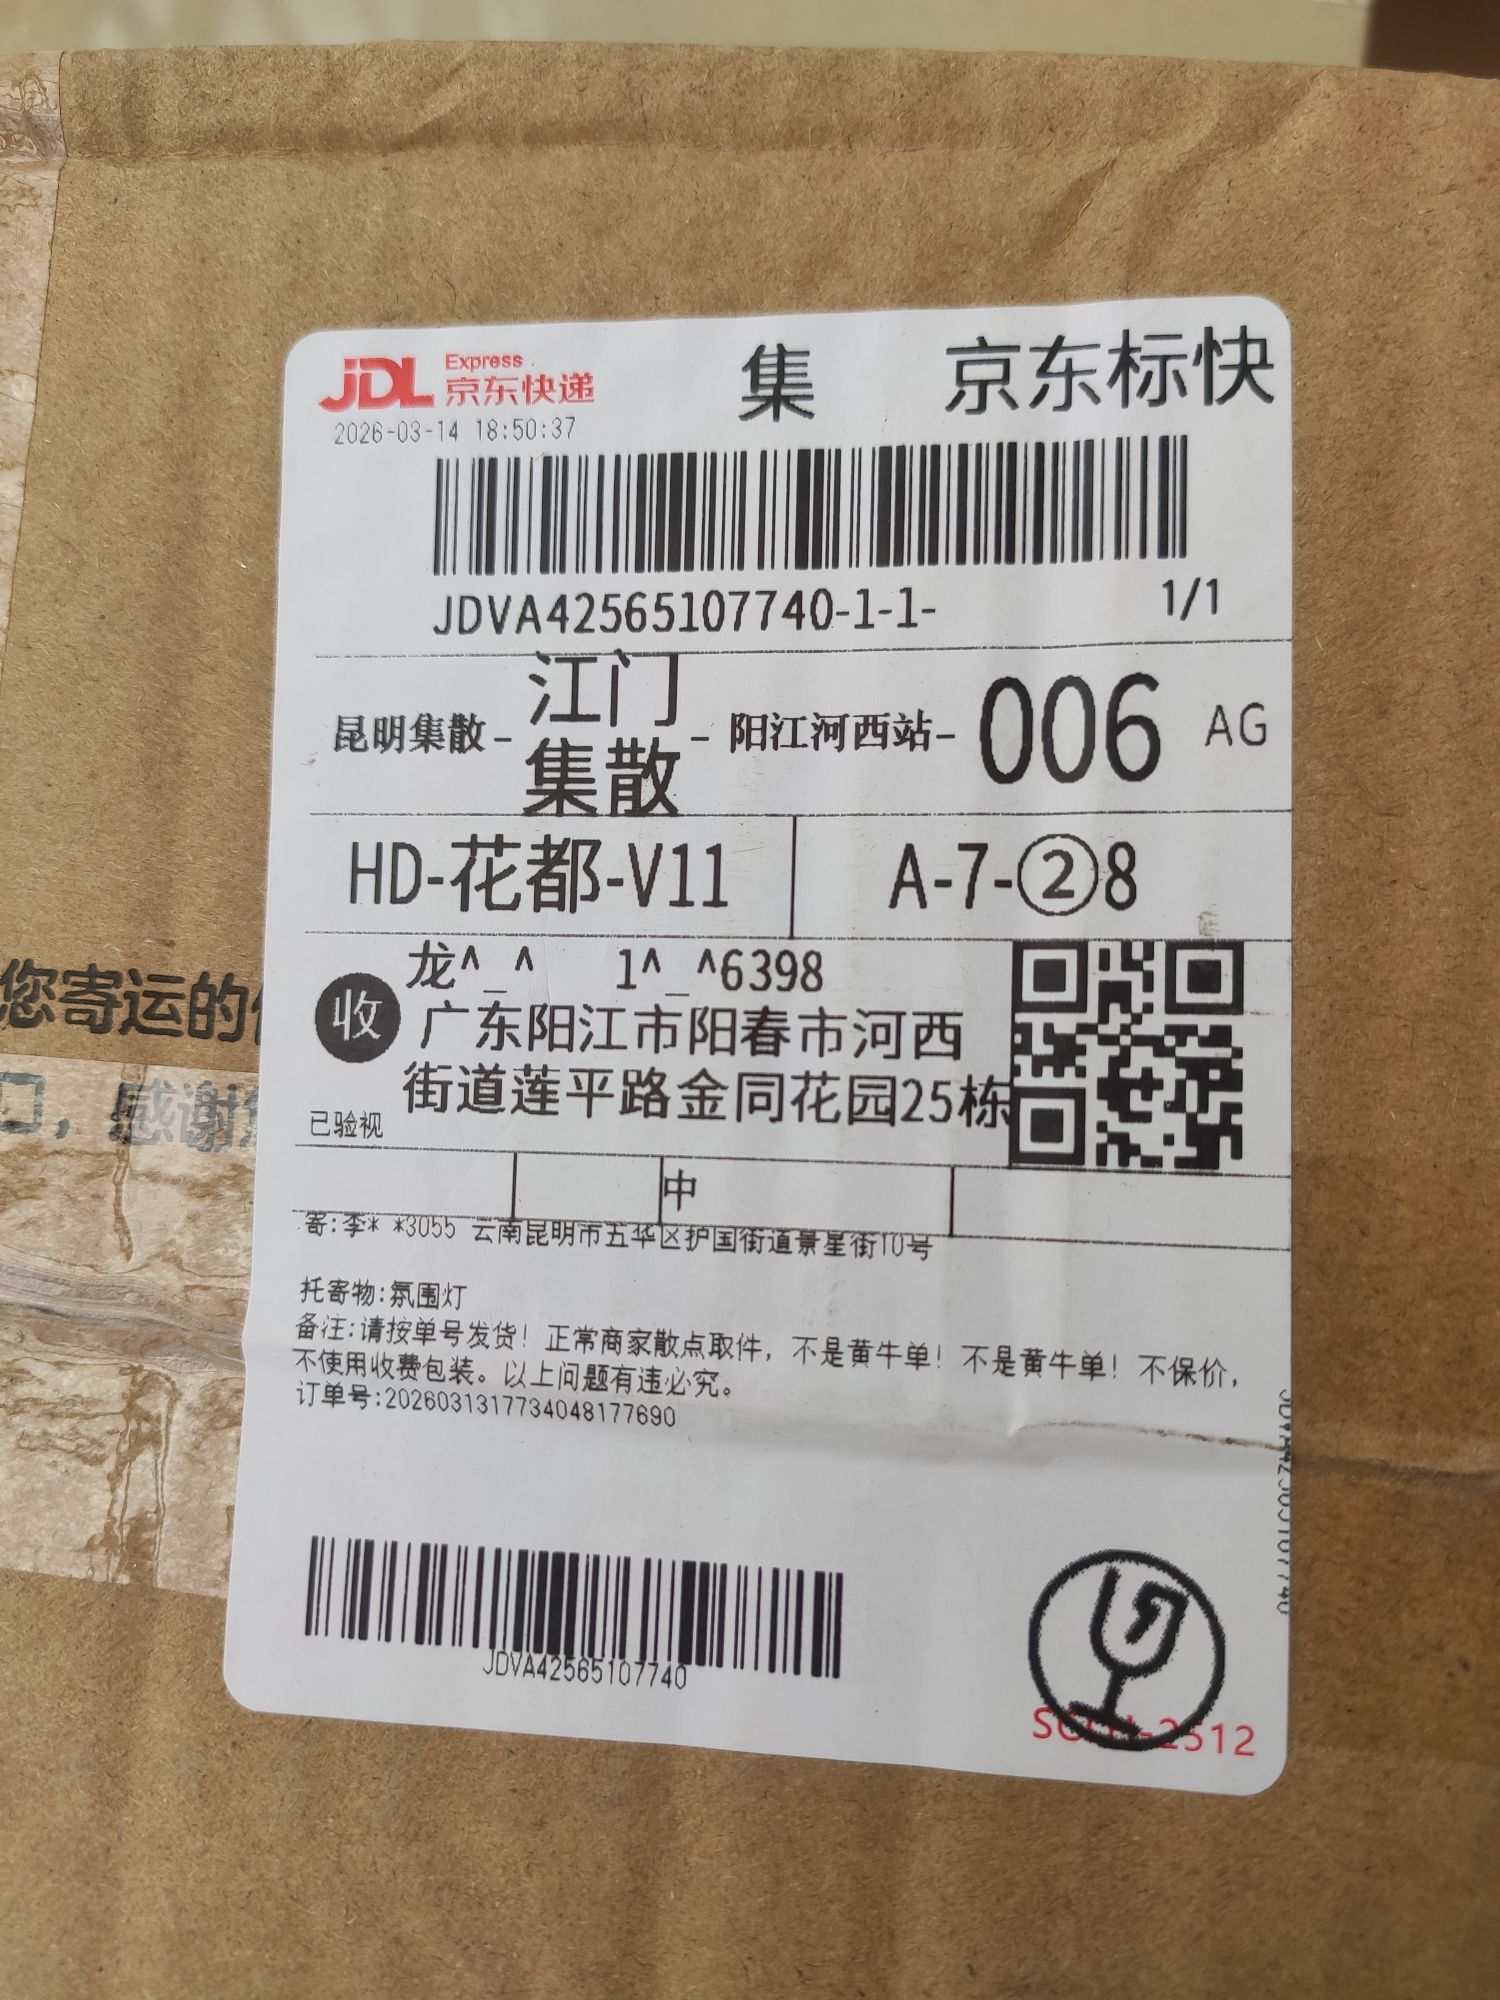 JDL Express
京东快递
集
京东标快
2026-03-14 18:50:37
JDVA42565107740-1-1-
1/1
昆明集散-江门集散-阳江河西站-006 AG
HD-花都-V11
A-7-②8
收
龙^_^ 1^_^6398
广东阳江市阳春市河西
街道莲平路金同花园25栋
已验视
中
寄:李* *3055 云南昆明市五华区护国街道景星街10号
托寄物:氛围灯
备注:请按单号发货!正常商家散点取件,不是黄牛单!不是黄牛单!不保价,
不使用收费包装。以上问题有违必究。
订单号:202603131773404817​7690
JDVA42565107740
JDVA42565107740
2512
您寄运的
,感谢